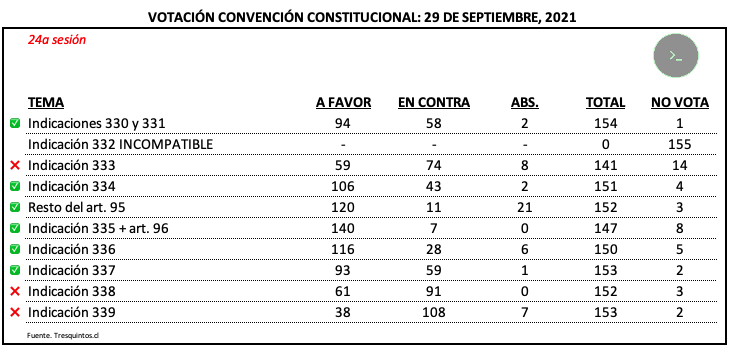 VOTACIÓN CONVENCIÓN CONSTITUCIONAL: 29 DE SEPTIEMBRE, 2021
24a sesión
>_
TEMA A FAVOR EN CONTRA ABS. TOTAL NO VOTA
Indicaciones 330 y 331 94 58 2 154 1
Indicación 332 INCOMPATIBLE - - - 0 155
Indicación 333 59 74 8 141 14
Indicación 334 106 43 2 151 4
Resto del art. 95 120 11 21 152 3
Indicación 335 + art. 96 140 7 0 147 8
Indicación 336 116 28 6 150 5
Indicación 337 93 59 1 153 2
Indicación 338 61 91 0 152 3
Indicación 339 38 108 7 153 2
Fuente. Tresquintos.cl